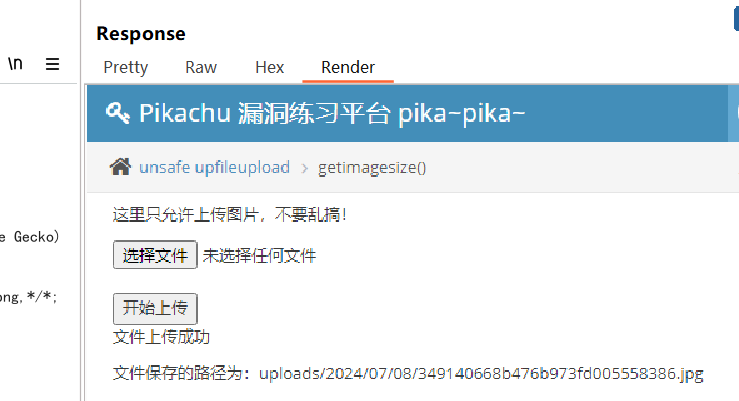 Response
\n
Pretty Raw Hex Render
Pikachu 漏洞练习平台 pika~pika~
unsafe upfileupload > getimagesize()
这里只允许上传图片，不要乱搞！
e Gecko)
选择文件 未选择任何文件
png,*/*;
开始上传
文件上传成功
文件保存的路径为：uploads/2024/07/08/349140668b476b973fd005558386.jpg